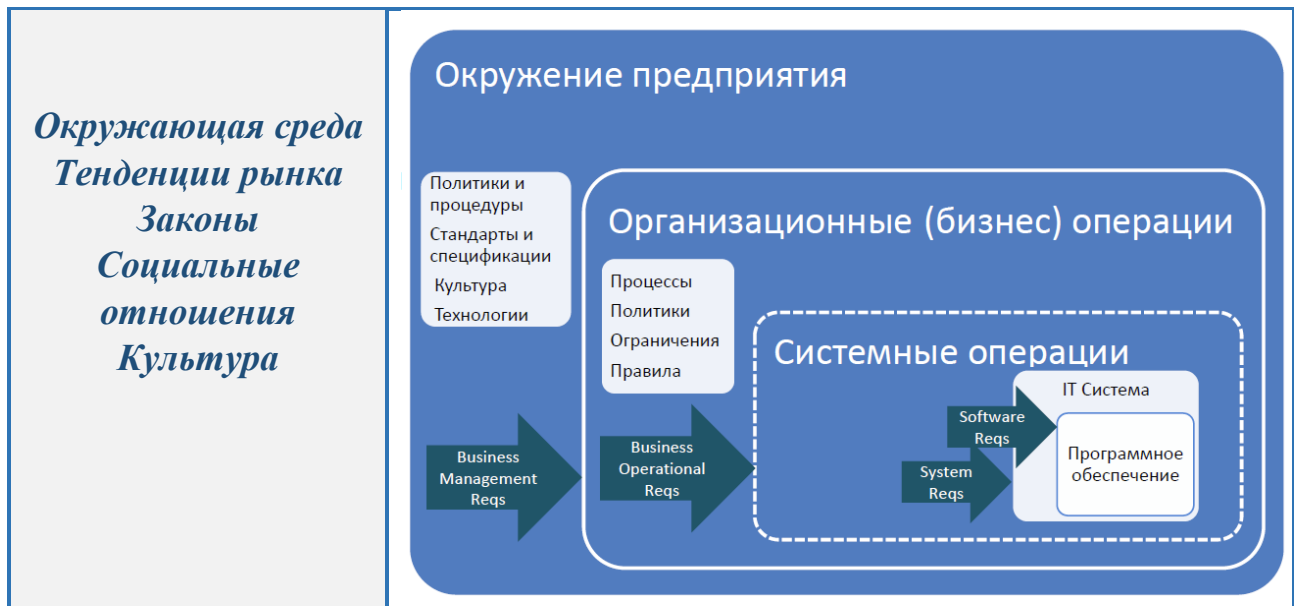 Окружающая среда
Тенденции рынка
Законы
Социальные
отношения
Культура
Окружение предприятия
Политики и
процедуры
Стандарты и
спецификации
Культура
Технологии
Организационные (бизнес) операции
Процессы
Политики
Ограничения
Правила
Системные операции
IT Система
Программное
обеспечение
Business
Management
Reqs
Business
Operational
Reqs
Software
Reqs
System
Reqs